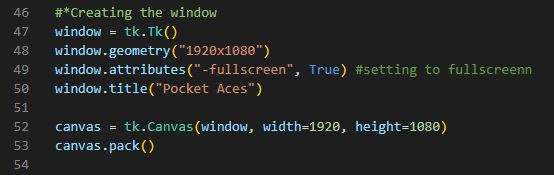 46 #*Creating the window
47 window = tk.Tk()
48 window.geometry("1920x1080")
49 window.attributes("-fullscreen", True) #setting to fullscreenn
50 window.title("Pocket Aces")
51
52 canvas = tk.Canvas(window, width=1920, height=1080)
53 canvas.pack()
54